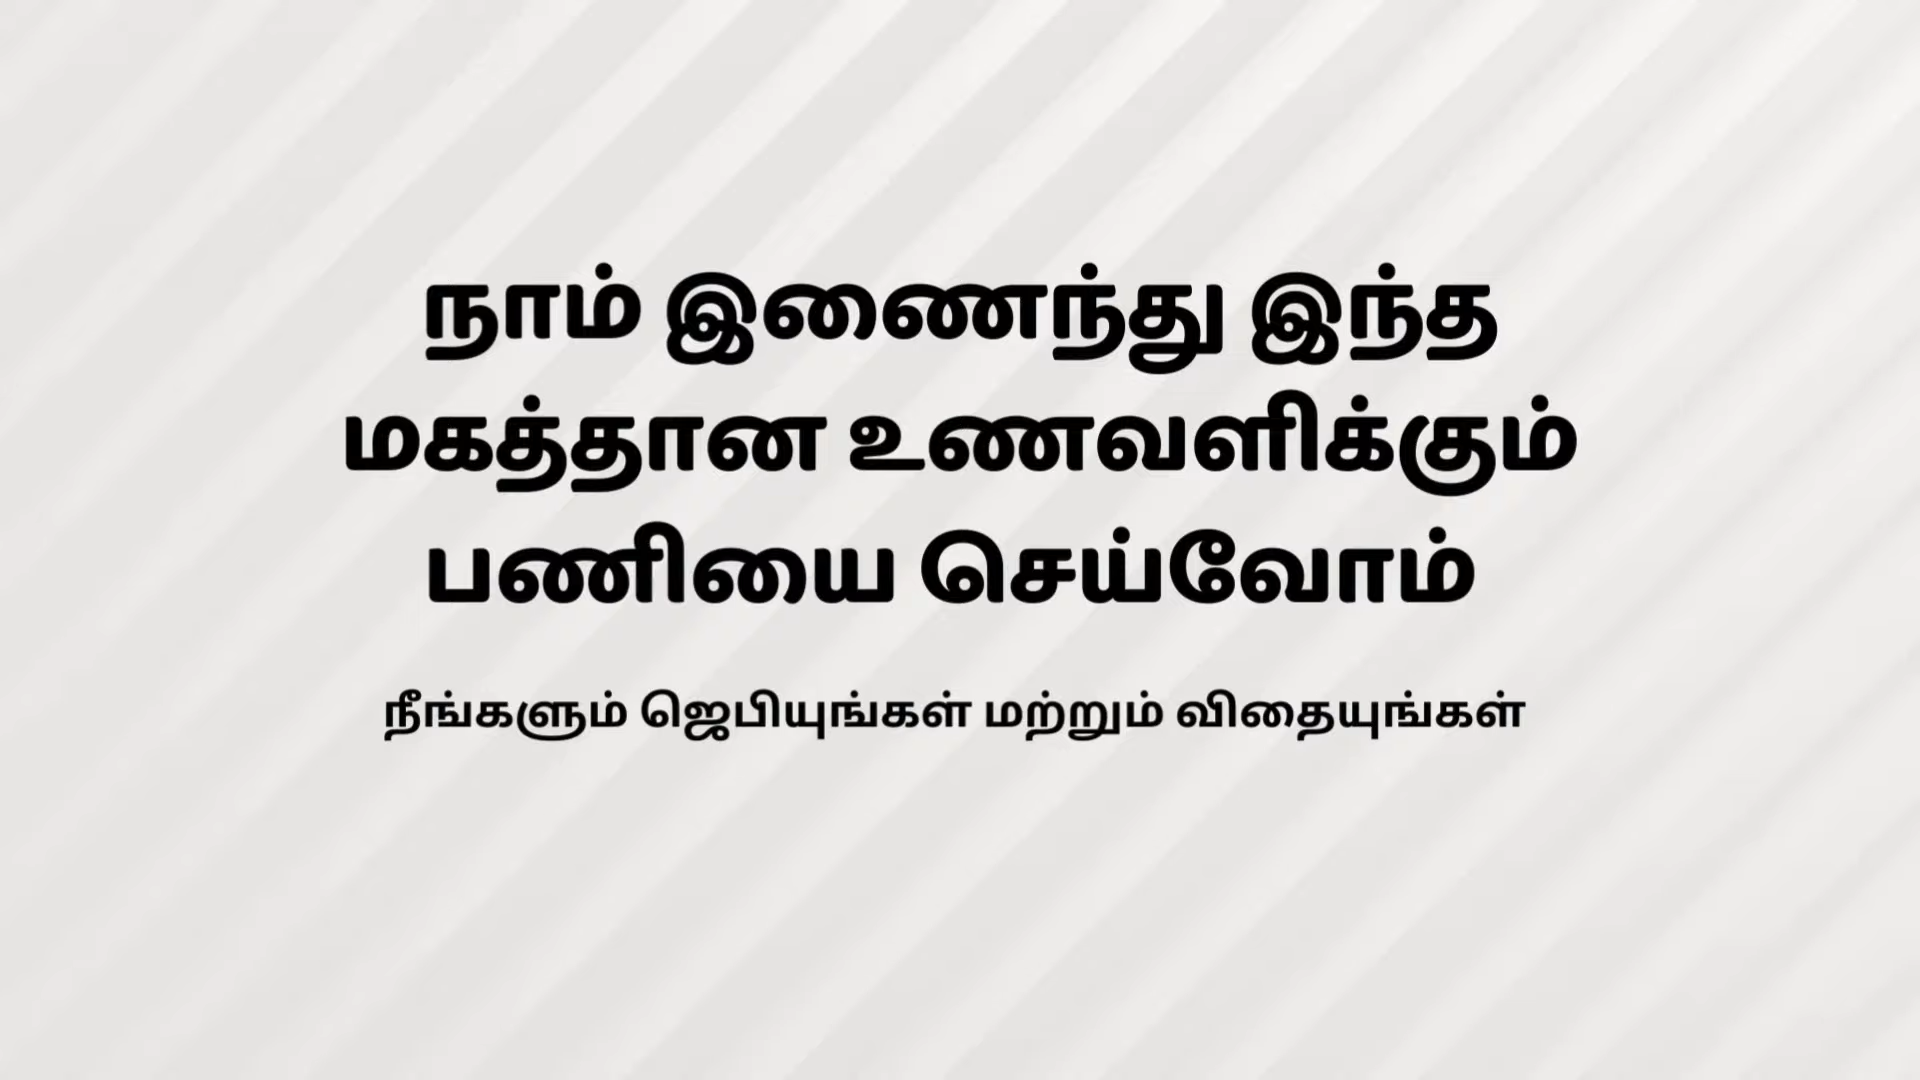 நாம் இணைந்து இந்த
மகத்தான உணவளிக்கும்
பணியை செய்வோம்
நீங்களும் ஜெபியுங்கள் மற்றும் விதையுங்கள்